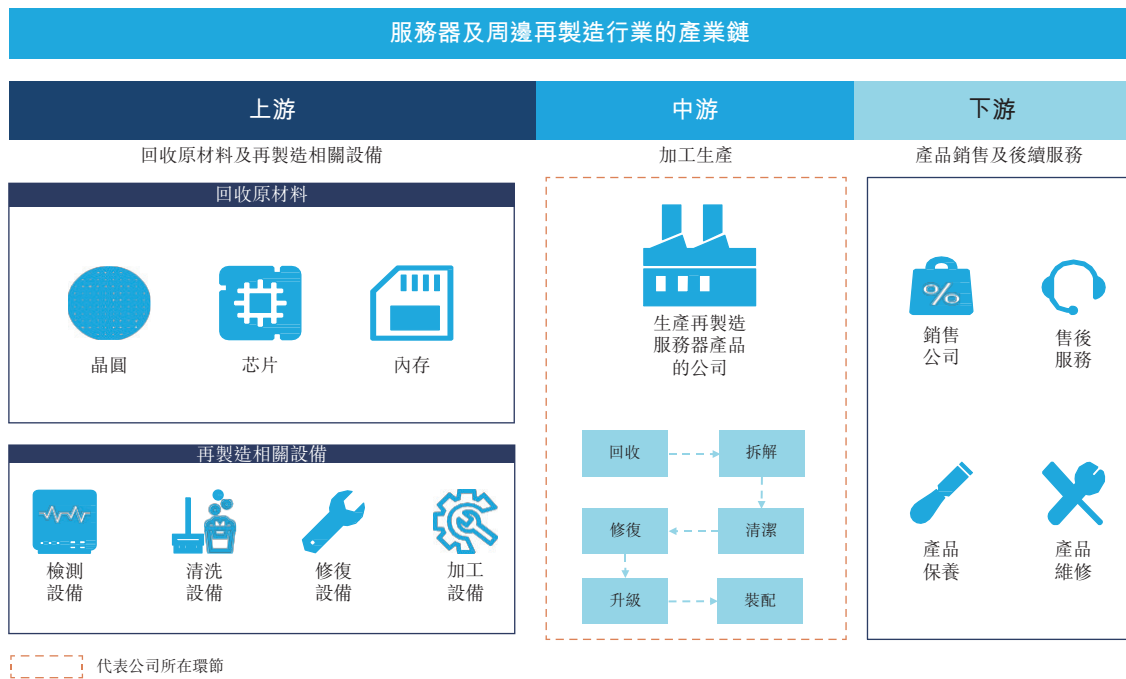 服務器及周邊再製造行業的產業鏈
上游
中游
下游
回收原材料及再製造相關設備
加工生產
產品銷售及後續服務
回收原材料
晶圓
芯片
內存
再製造相關設備
檢測
設備
清洗
設備
修復
設備
加工
設備
生產再製造
服務器產品
的公司
回收
拆解
修復
清潔
升級
裝配
%
銷售
公司
售後
服務
產品
保養
產品
維修
代表公司所在環節